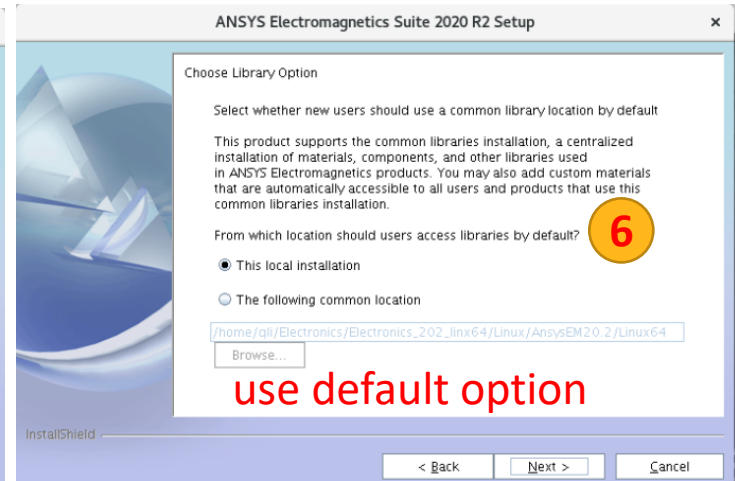 ANSYS Electromagnetics Suite 2020 R2 Setup
×
Choose Library Option
Select whether new users should use a common library location by default
This product supports the common libraries installation, a centralized
installation of materials, components, and other libraries used
in ANSYS Electromagnetics products. You may also add custom materials
that are automatically accessible to all users and products that use this
common libraries installation.
From which location should users access libraries by default?
6
This local installation
The following common location
/home/qli/Electronics/Electronics_202_linx64/Linux/AnsysEM20.2/Linux64
Browse...
use default option
InstallShield
< Back
Next >
Cancel